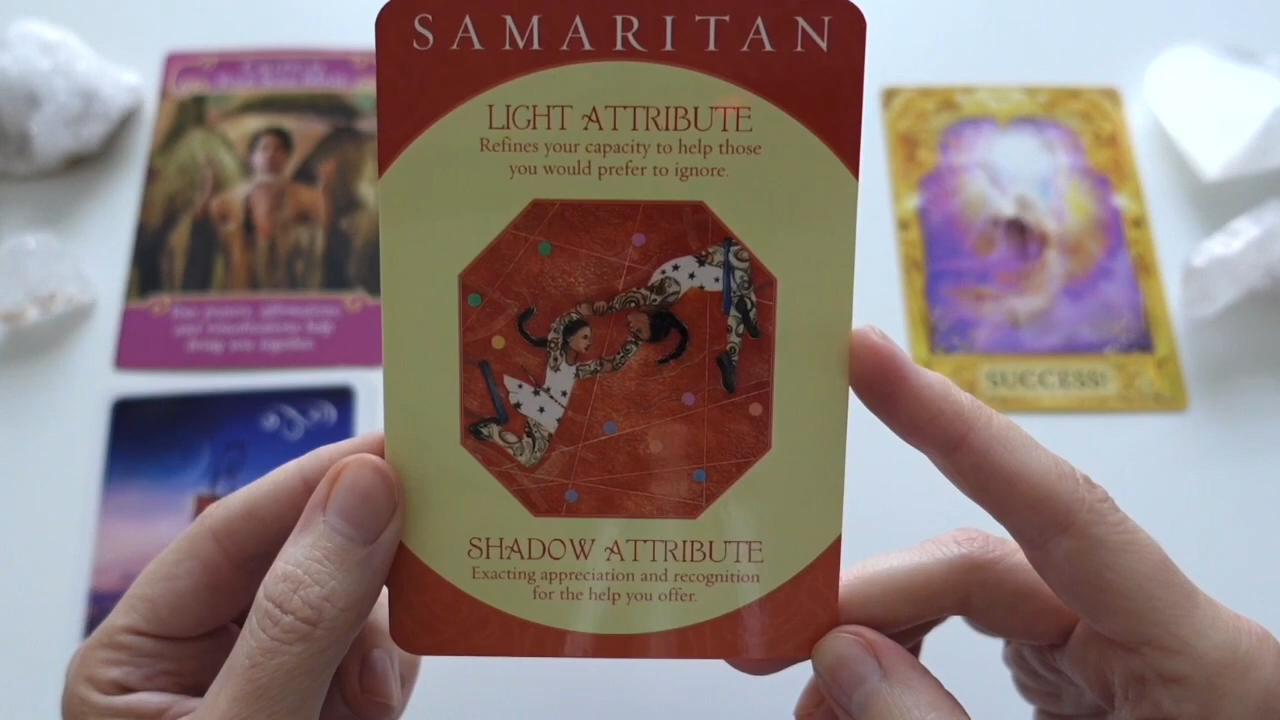 SAMARITAN
LIGHT ATTRIBUTE
Refines your capacity to help those
you would prefer to ignore.
SHADOW ATTRIBUTE
Exacting appreciation and recognition
for the help you offer.
SUCCESS!